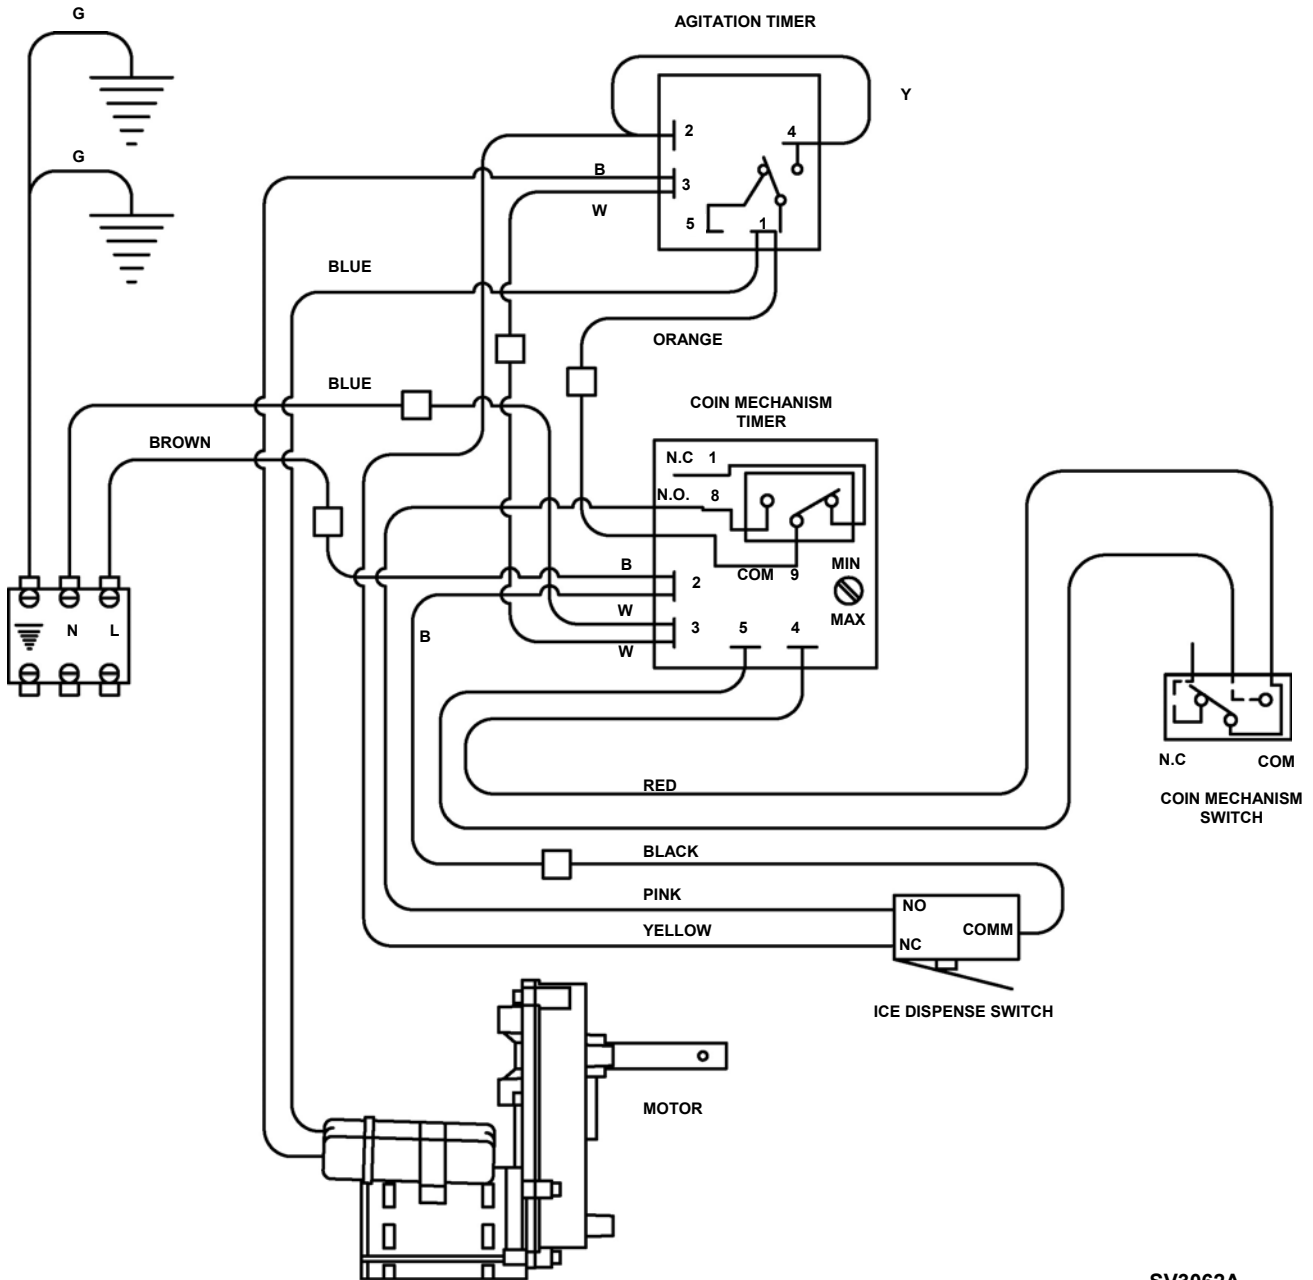 G
AGITATION TIMER
Y
2
4
G
B
3
W
5
1
BLUE
ORANGE
BLUE
COIN MECHANISM
TIMER
BROWN
N.C 1
N.O. 8
B
COM 9
MIN
2
W
MAX
N L
B
3
5
4
W
N.C
COM
RED
COIN MECHANISM
SWITCH
BLACK
PINK
NO
YELLOW
COMM
NC
ICE DISPENSE SWITCH
MOTOR